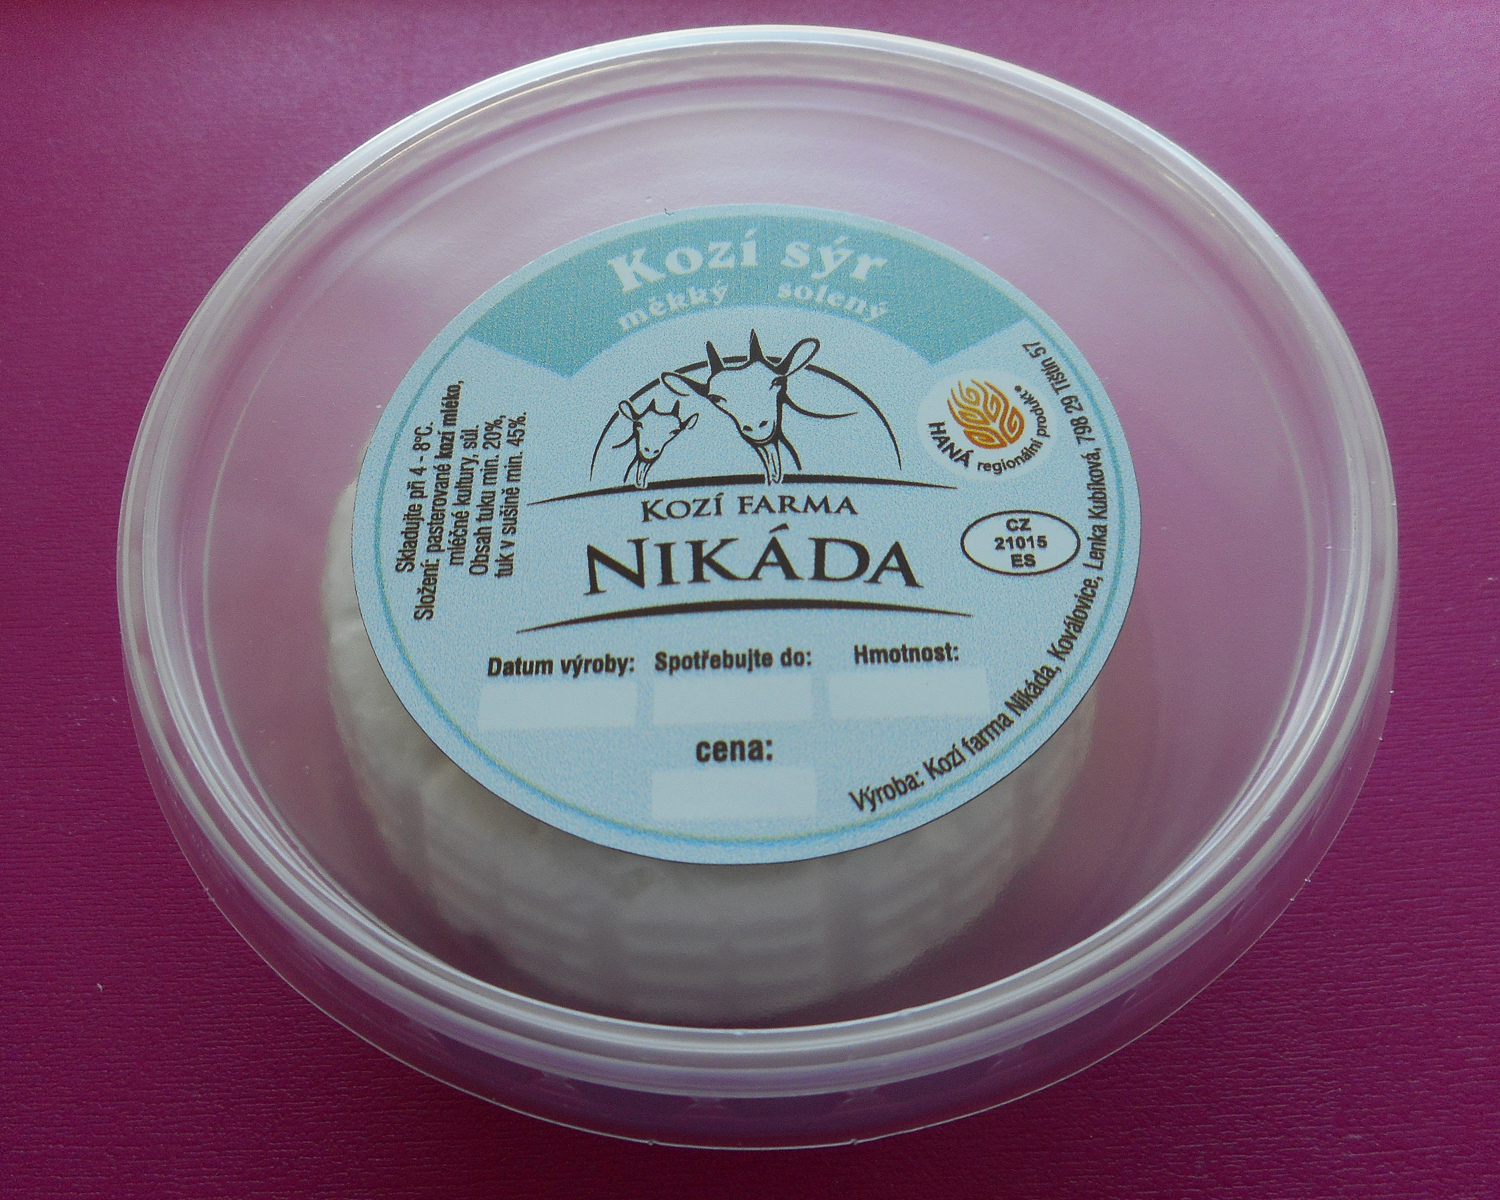 Kozí sýr
měkký solený
Skladujte při 4 - 8°C.
Složení: pasterované kozí mléko,
mléčné kultury, sůl.
Obsah tuku min. 20%,
tuk v sušině min. 45%.
KOZÍ FARMA
NIKÁDA
HANÁ regionální produkt®
CZ
21015
ES
Datum výroby: Spotřebujte do: Hmotnost:
cena:
Výroba: Kozí farma Nikáda, Koválovice, Lenka Kubíková, 798 29 Tištín 57